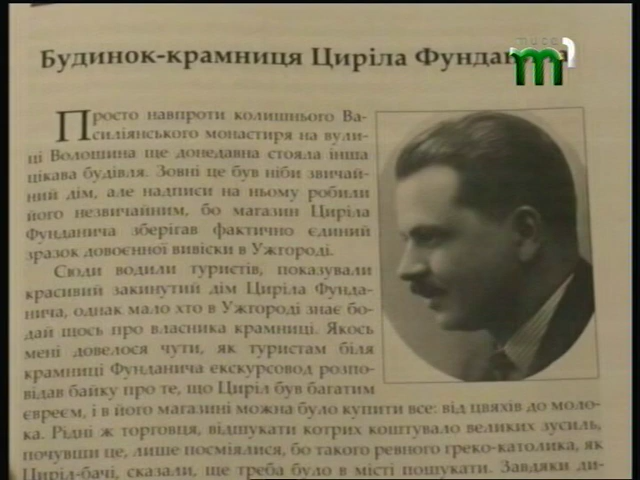 Будинок-крамниця Циріла Фунданича
Просто навпроти колишнього Ва-
силіянського монастиря на вули-
ці Волошина ще донедавна стояла інша
цікава будівля. Зовні це був ніби звичай-
ний дім, але надписи на ньому робили
його незвичайним, бо магазин Циріла
Фунданича зберігав фактично єдиний
зразок довоєнної вивіски в Ужгороді.
Сюди водили туристів, показували
красивий закинутий дім Циріла Фунда-
нича, однак мало хто в Ужгороді знає бо-
дай щось про власника крамниці. Якось
мені довелося чути, як туристам біля
крамниці Фунданича екскурсовод розпо-
відав байку про те, що Циріл був багатим
євреєм, і в його магазині можна було купити все: від цвяхів до моло-
ка. Рідні ж торговця, відшукати котрих коштувало великих зусиль,
почувши це, лише посміялися, бо такого ревного греко-католика, як
Циріл-бачі, сказали, ще треба було в місті пошукати. Завдяки ди-